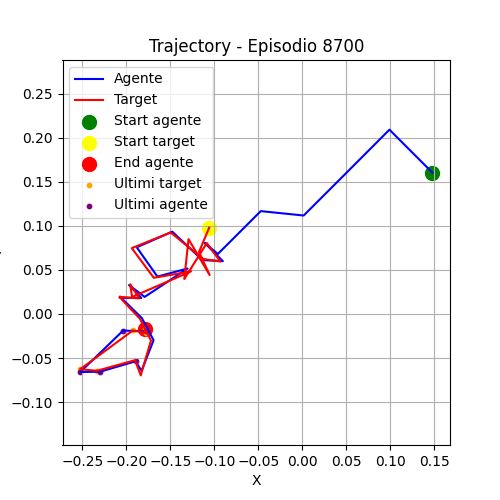 Trajectory - Episodio 8700
Agente
Target
Start agente
Start target
End agente
Ultimi target
Ultimi agente
0.25
0.20
0.15
0.10
0.05
0.00
−0.05
−0.10
−0.25 −0.20 −0.15 −0.10 −0.05 0.00 0.05 0.10 0.15
X